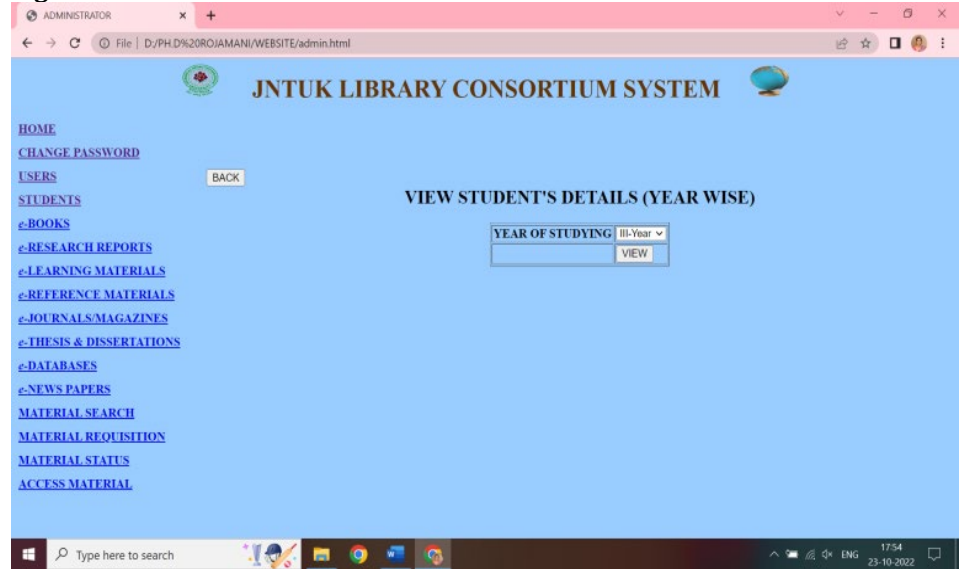 ADMINISTRATOR
File | D:/PH.D%20ROJAMANI/WEBSITE/admin.html
JNTUK LIBRARY CONSORTIUM SYSTEM
HOME
CHANGE PASSWORD
USERS
STUDENTS
e-BOOKS
e-RESEARCH REPORTS
e-LEARNING MATERIALS
e-REFERENCE MATERIALS
e-JOURNALS/MAGAZINES
e-THESIS & DISSERTATIONS
e-DATABASES
e-NEWS PAPERS
MATERIAL SEARCH
MATERIAL REQUISITION
MATERIAL STATUS
ACCESS MATERIAL
BACK
VIEW STUDENT'S DETAILS (YEAR WISE)
YEAR OF STUDYING III-Year
VIEW
Type here to search
ENG
17:54
23-10-2022